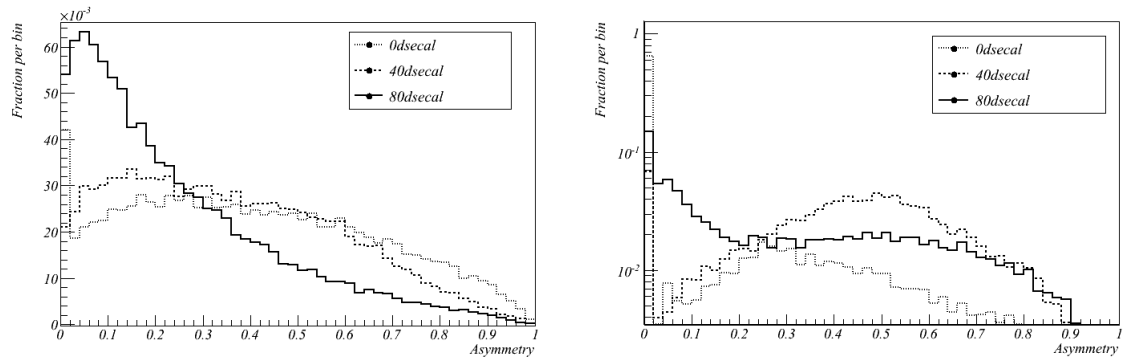 ×10⁻³
Fraction per bin
60
50
40
30
20
10
0
0dsecal
40dsecal
80dsecal
0 0.1 0.2 0.3 0.4 0.5 0.6 0.7 0.8 0.9 1
Asymmetry
Fraction per bin
1
10⁻¹
10⁻²
0dsecal
40dsecal
80dsecal
0 0.1 0.2 0.3 0.4 0.5 0.6 0.7 0.8 0.9 1
Asymmetry